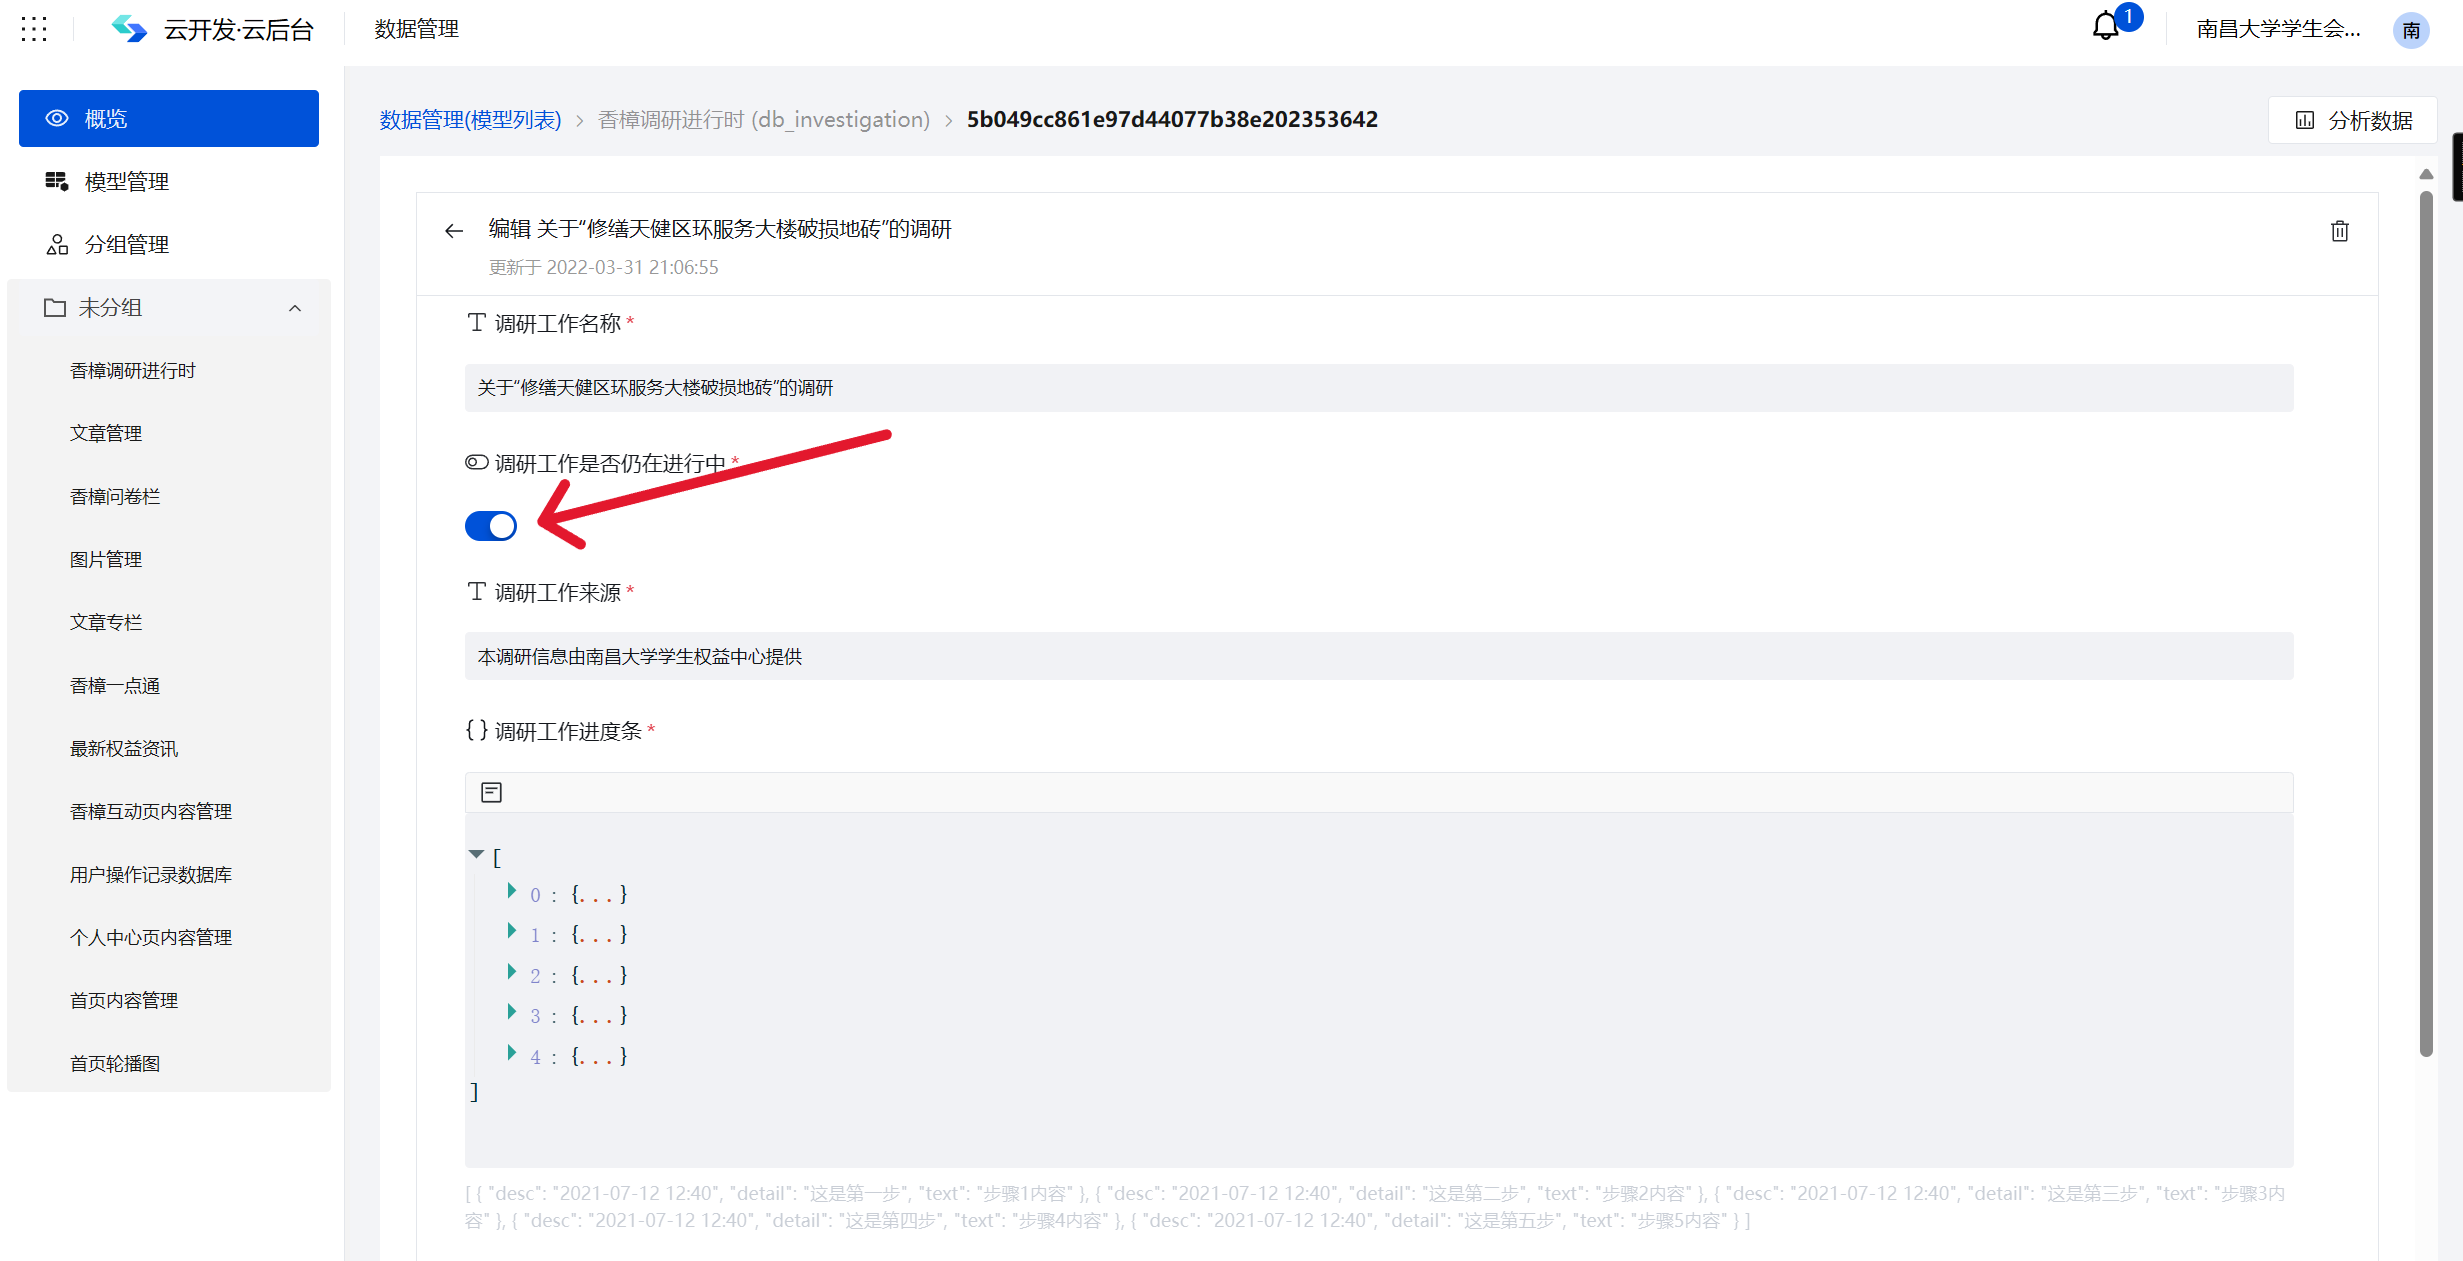 云开发·云后台
数据管理
1
南昌大学学生会...
南
概览
模型管理
分组管理
未分组
香樟调研进行时
文章管理
香樟问卷栏
图片管理
文章专栏
香樟一点通
最新权益资讯
香樟互动页内容管理
用户操作记录数据库
个人中心页内容管理
首页内容管理
首页轮播图
数据管理(模型列表) > 香樟调研进行时 (db_investigation) > 5b049cc861e97d44077b38e202353642
分析数据
编辑 关于“修缮天健区环服务大楼破损地砖”的调研
更新于 2022-03-31 21:06:55
调研工作名称 *
关于“修缮天健区环服务大楼破损地砖”的调研
调研工作是否仍在进行中 *
调研工作来源 *
本调研信息由南昌大学学生权益中心提供
{} 调研工作进度条 *
[
0 : {...}
1 : {...}
2 : {...}
3 : {...}
4 : {...}
]
[ { "desc": "2021-07-12 12:40", "detail": "这是第一步", "text": "步骤1内容" }, { "desc": "2021-07-12 12:40", "detail": "这是第二步", "text": "步骤2内容" }, { "desc": "2021-07-12 12:40", "detail": "这是第三步", "text": "步骤3内
容" }, { "desc": "2021-07-12 12:40", "detail": "这是第四步", "text": "步骤4内容" }, { "desc": "2021-07-12 12:40", "detail": "这是第五步", "text": "步骤5内容" } ]